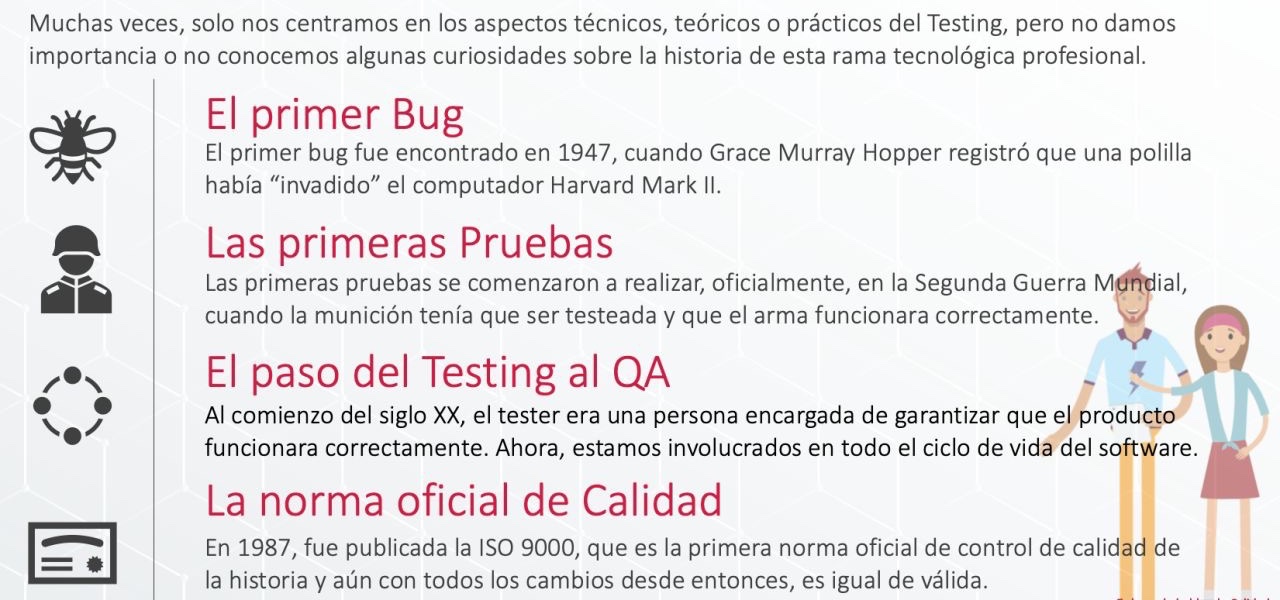 Muchas veces, solo nos centramos en los aspectos técnicos, teóricos o prácticos del Testing, pero no damos
importancia o no conocemos algunas curiosidades sobre la historia de esta rama tecnológica profesional.
El primer Bug
El primer bug fue encontrado en 1947, cuando Grace Murray Hopper registró que una polilla
había “invadido” el computador Harvard Mark II.
Las primeras Pruebas
Las primeras pruebas se comenzaron a realizar, oficialmente, en la Segunda Guerra Mundial,
cuando la munición tenía que ser testeada y que el arma funcionara correctamente.
El paso del Testing al QA
Al comienzo del siglo XX, el tester era una persona encargada de garantizar que el producto
funcionara correctamente. Ahora, estamos involucrados en todo el ciclo de vida del software.
La norma oficial de Calidad
En 1987, fue publicada la ISO 9000, que es la primera norma oficial de control de calidad de
la historia y aún con todos los cambios desde entonces, es igual de válida.